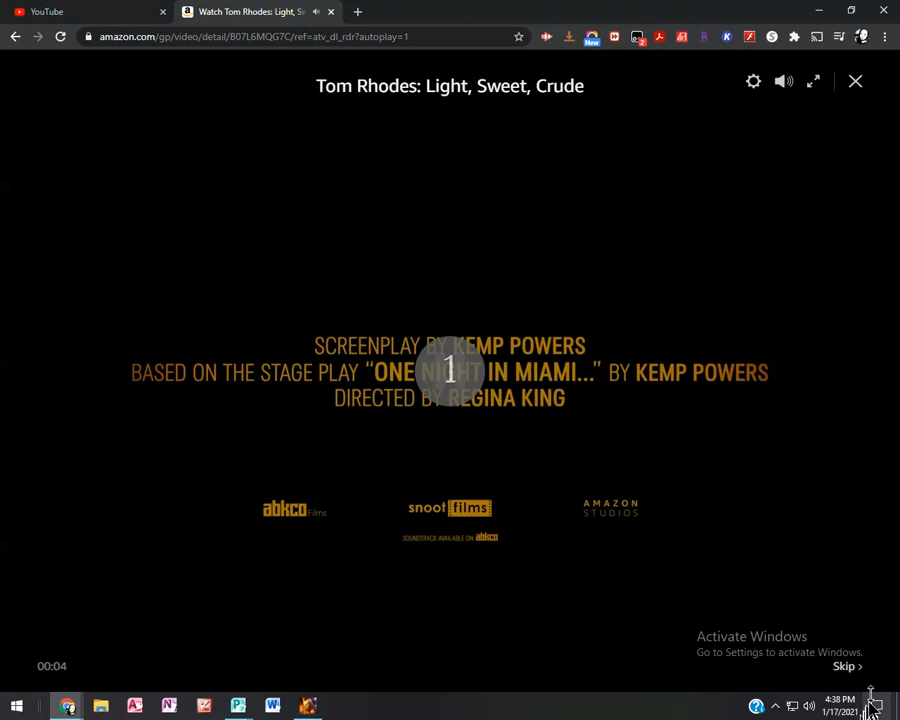 YouTube
Watch Tom Rhodes: Light, S
amazon.com/gp/video/detail/B07L6MQG7C/ref=atv_dl_rdr?autoplay=1
New
2
Tom Rhodes: Light, Sweet, Crude
SCREENPLAY BY KEMP POWERS
BASED ON THE STAGE PLAY “ONE NIGHT IN MIAMI...” BY KEMP POWERS
DIRECTED BY REGINA KING
1
abkco Films
snoot films
AMAZON
STUDIOS
SOUNDTRACK AVAILABLE ON abkco
Activate Windows
Go to Settings to activate Windows.
00:04
Skip ›
4:38 PM
1/17/2021